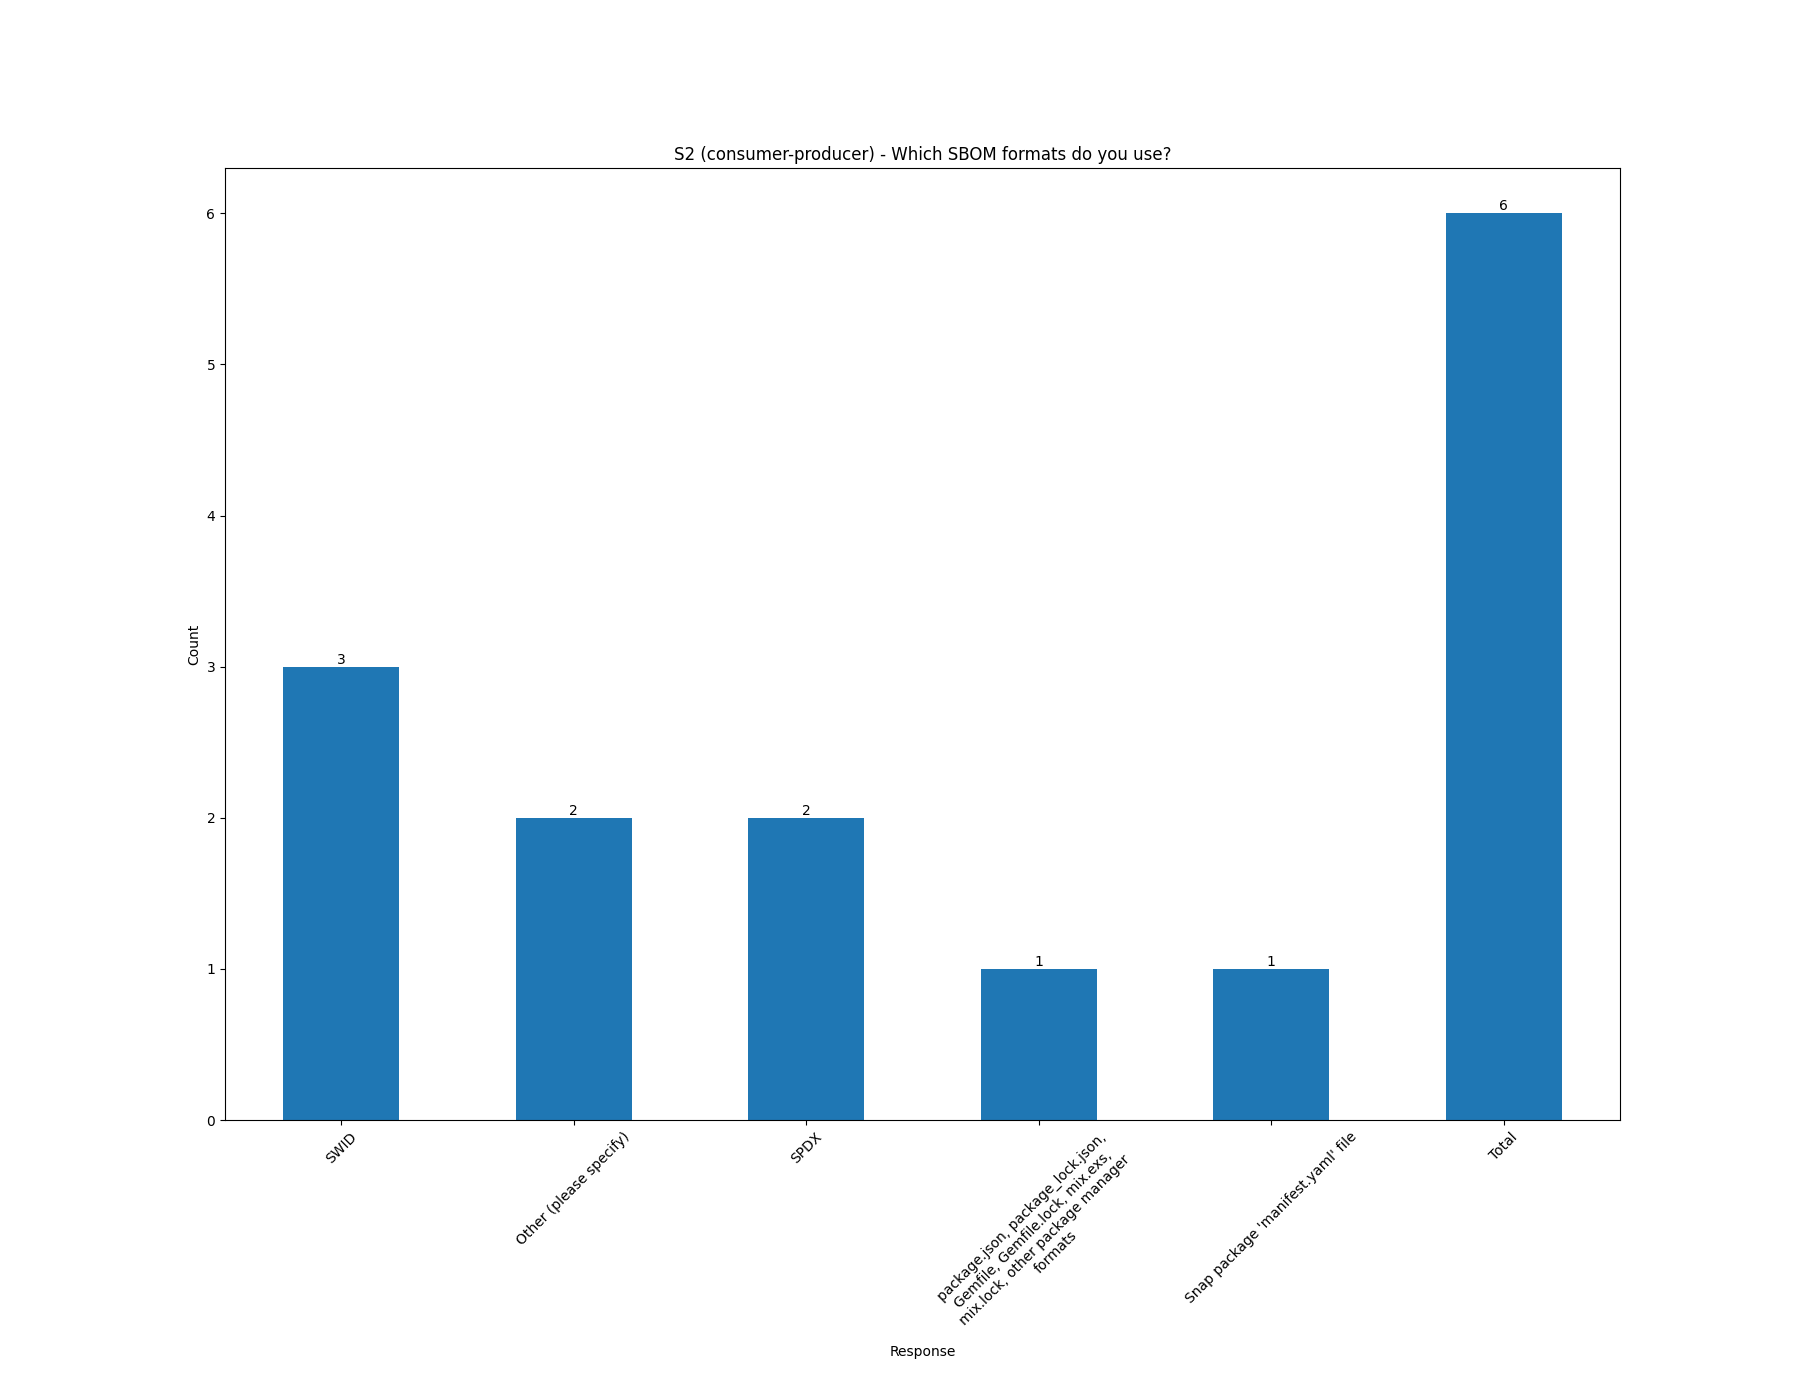 S2 (consumer-producer) - Which SBOM formats do you use?
Count
6
5
4
3
2
1
0
3
2
2
1
1
6
SWID
Other (please specify)
SPDX
package.json, package_lock.json,
Gemfile, Gemfile.lock, mix.exs,
mix.lock, other package manager
formats
Snap package 'manifest.yaml' file
Total
Response